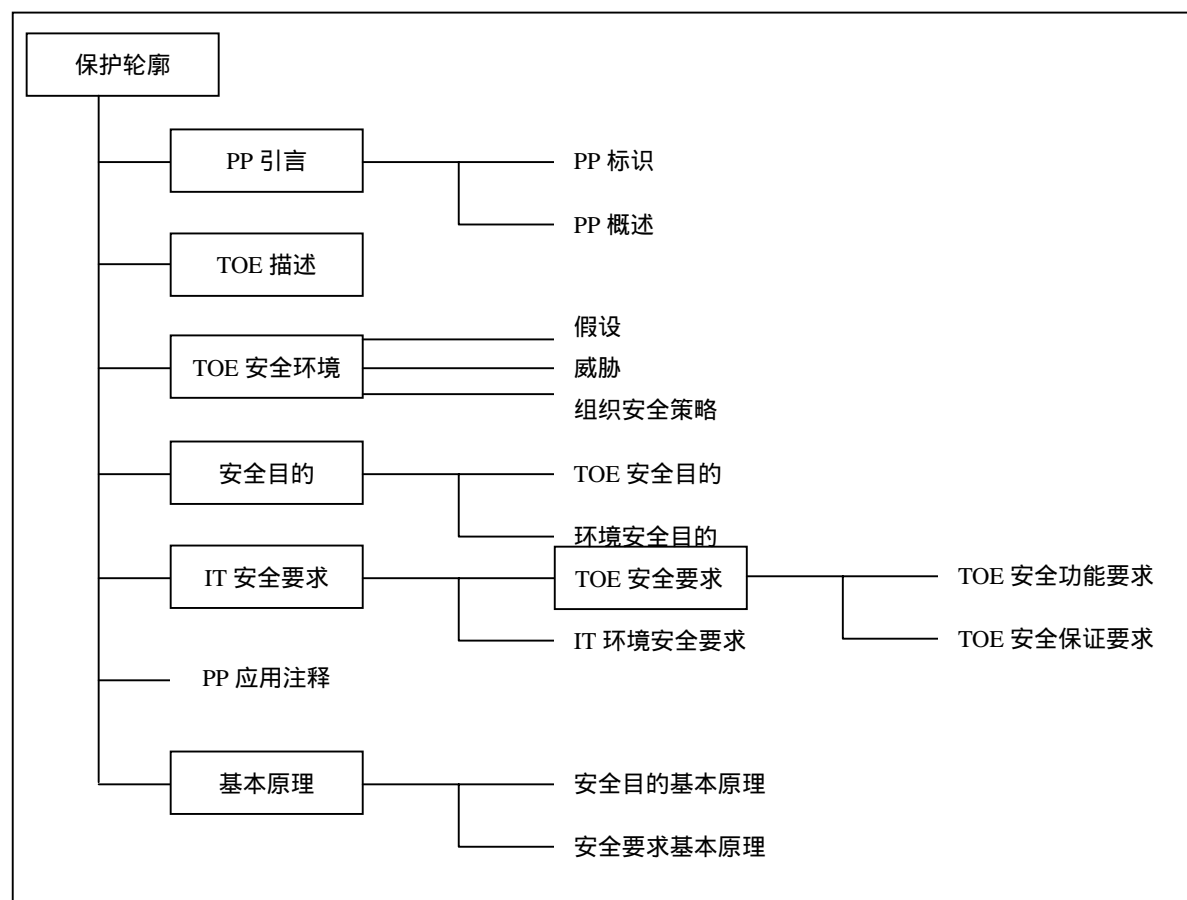 保护轮廓
PP 引言
PP 标识
PP 概述
TOE 描述
假设
TOE 安全环境
威胁
组织安全策略
安全目的
TOE 安全目的
环境安全目的
IT 安全要求
TOE 安全要求
TOE 安全功能要求
IT 环境安全要求
TOE 安全保证要求
PP 应用注释
基本原理
安全目的基本原理
安全要求基本原理